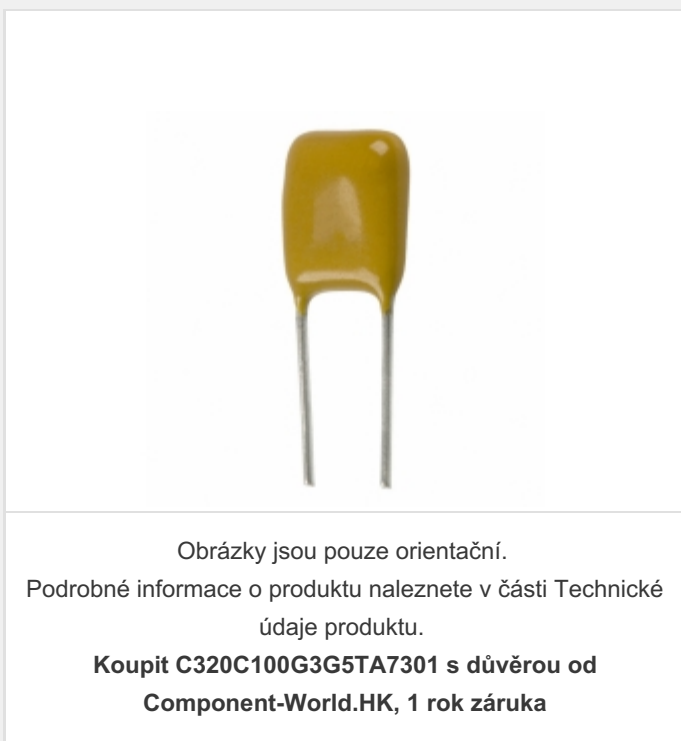 Obrázky jsou pouze orientační.
Podrobné informace o produktu naleznete v části Technické
údaje produktu.
Koupit C320C100G3G5TA7301 s důvěrou od
Component-World.HK, 1 rok záruka